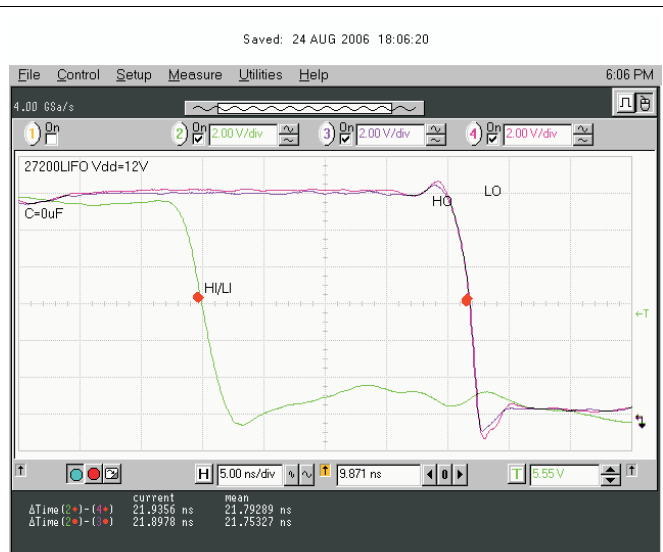 Saved: 24 AUG 2006 18:06:20
File Control Setup Measure Utilities Help 6:06 PM
4.00 GSa/s
1) On 2) On 2.00 V/div 3) On 2.00 V/div 4) On 2.00 V/div
27200LIFO Vdd=12V
C=0uF
HO
LO
HI/LI
←T
H 5.00 ns/div 9.871 ns 0 T 5.55 V
current mean
ΔTime(2)-(4) 21.9356 ns 21.79289 ns
ΔTime(2)-(3) 21.8978 ns 21.75327 ns